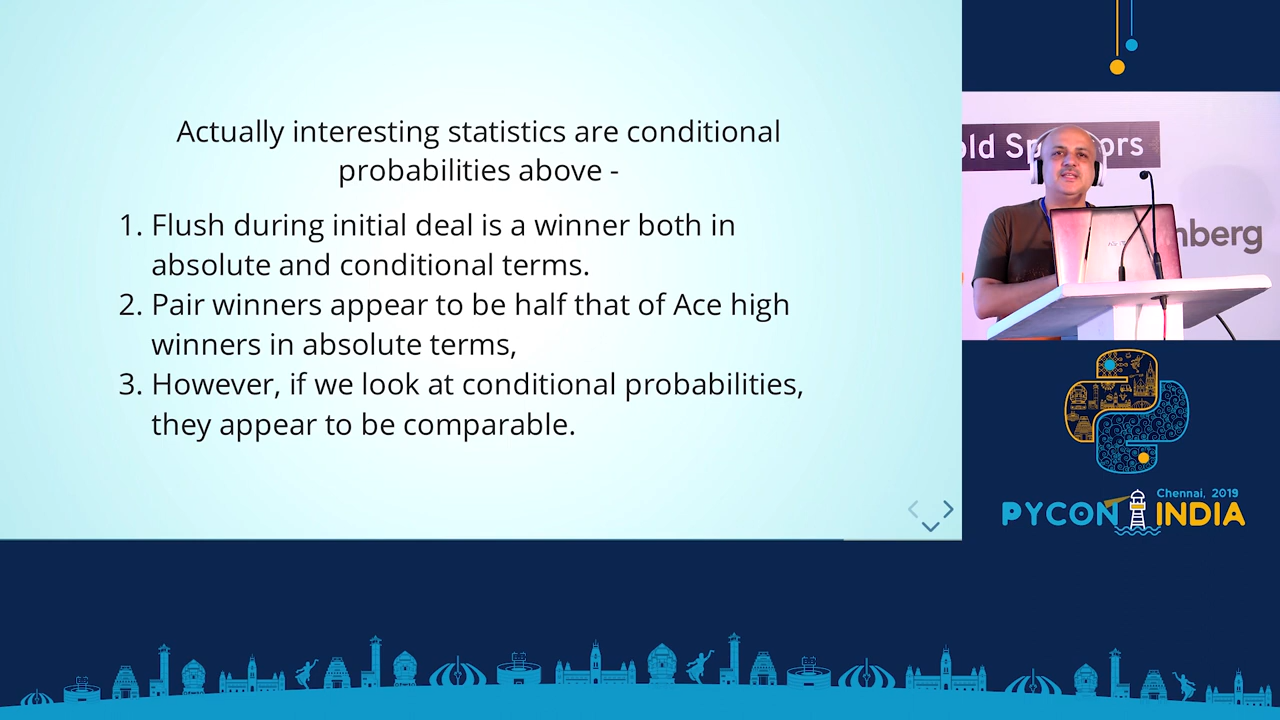 Actually interesting statistics are conditional
probabilities above -
1. Flush during initial deal is a winner both in
absolute and conditional terms.
2. Pair winners appear to be half that of Ace high
winners in absolute terms,
3. However, if we look at conditional probabilities,
they appear to be comparable.
old Sp ors
nberg
Chennai, 2019
PYCON INDIA